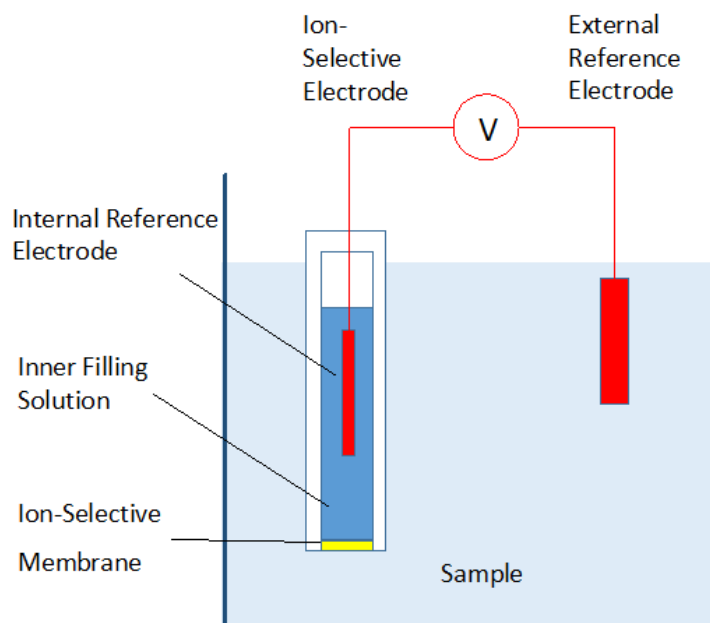 Ion-
Selective
Electrode
External
Reference
Electrode
V
Internal Reference
Electrode
Inner Filling
Solution
Ion-Selective
Membrane
Sample